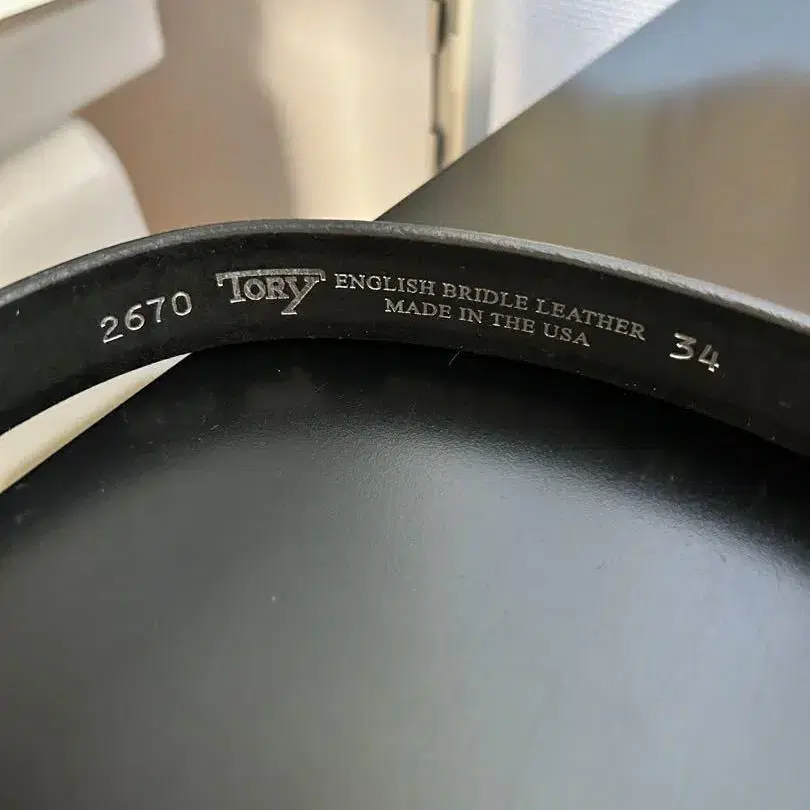 2670 TORY ENGLISH BRIDLE LEATHER 34
MADE IN THE USA